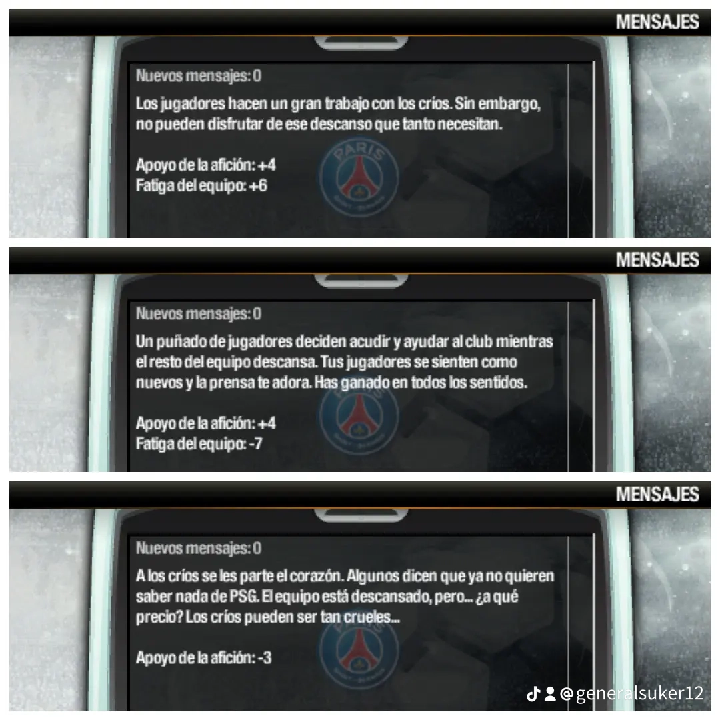 MENSAJES
Nuevos mensajes: 0
Los jugadores hacen un gran trabajo con los críos. Sin embargo,
no pueden disfrutar de ese descanso que tanto necesitan.
Apoyo de la afición: +4
Fatiga del equipo: +6
PARIS
MENSAJES
Nuevos mensajes: 0
Un puñado de jugadores deciden acudir y ayudar al club mientras
el resto del equipo descansa. Tus jugadores se sienten como
nuevos y la prensa te adora. Has ganado en todos los sentidos.
Apoyo de la afición: +4
Fatiga del equipo: -7
MENSAJES
Nuevos mensajes: 0
A los críos se les parte el corazón. Algunos dicen que ya no quieren
saber nada de PSG. El equipo está descansado, pero... ¿a qué
precio? Los críos pueden ser tan crueles...
Apoyo de la afición: -3
@generalsuker12